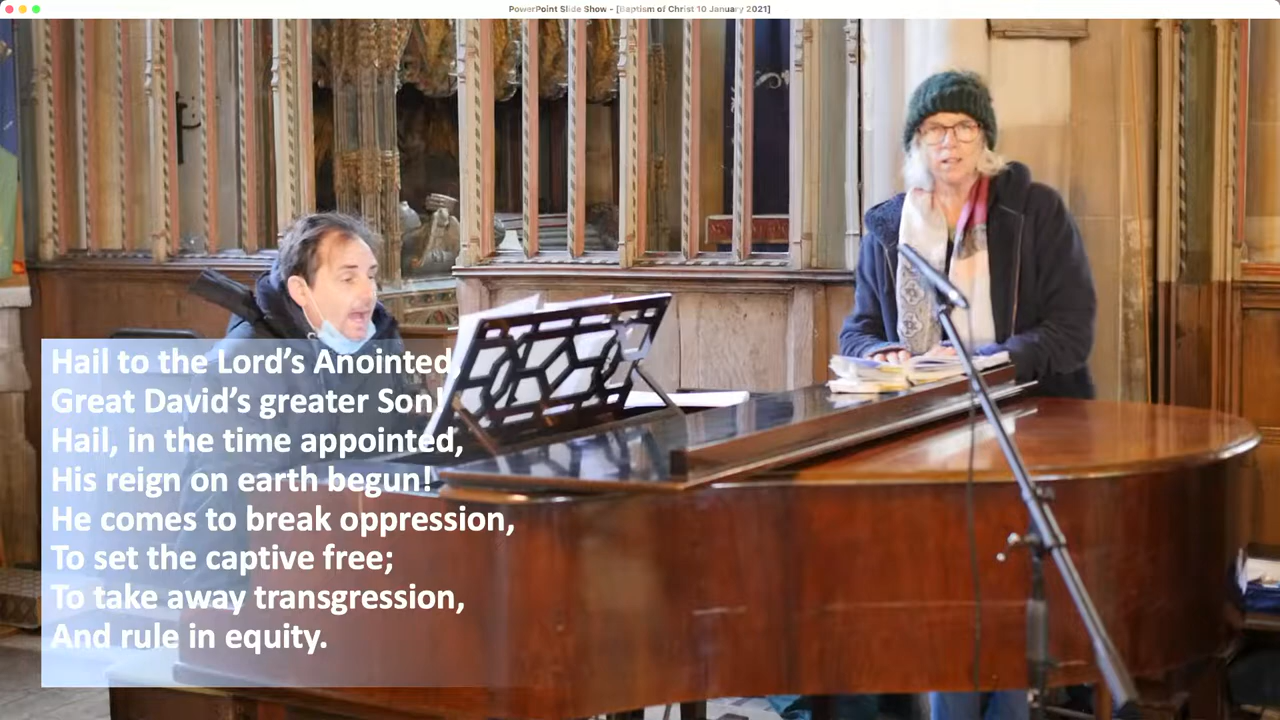 PowerPoint Slide Show - [Baptism of Christ 10 January 2021]
Hail to the Lord’s Anointed,
Great David’s greater Son!
Hail, in the time appointed,
His reign on earth begun!
He comes to break oppression,
To set the captive free;
To take away transgression,
And rule in equity.